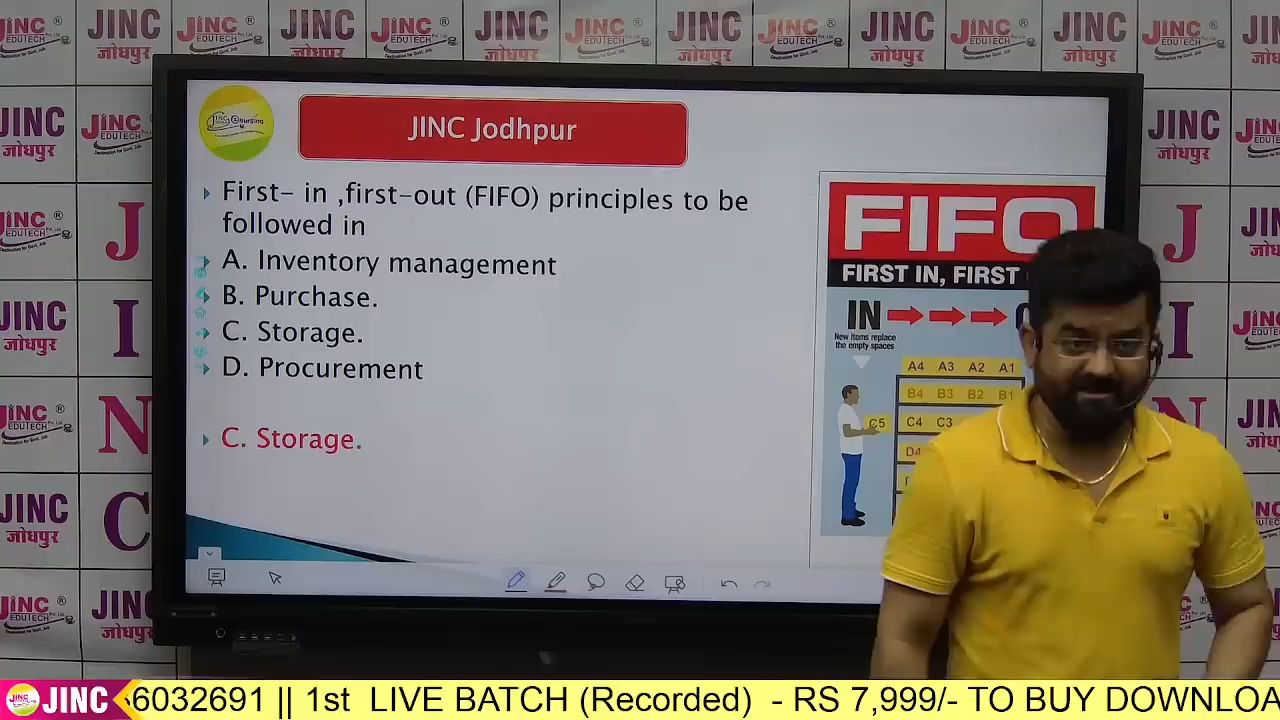 JINC Jodhpur
First- in ,first-out (FIFO) principles to be
followed in
A. Inventory management
B. Purchase.
C. Storage.
D. Procurement
C. Storage.
FIFO
FIRST IN, FIRST
IN
New items replace
the empty spaces
A4 A3 A2 A1
B4 B3 B2 B1
C5 C4 C3
D4
JINC
EDUTECH
जोधपुर
J
I
N
C
JINC 6032691 || 1st LIVE BATCH (Recorded) - RS 7,999/- TO BUY DOWNLOA